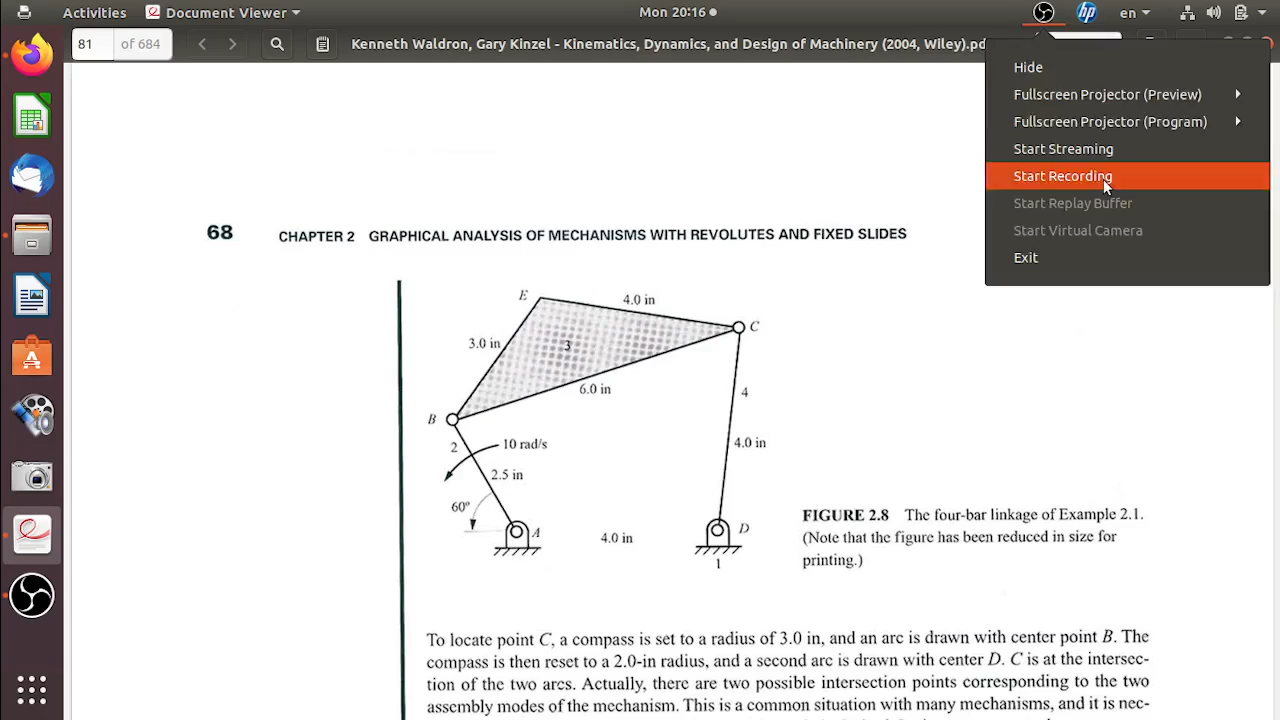 Activities
Document Viewer
Mon 20:16
en
81
of 684
Kenneth Waldron, Gary Kinzel - Kinematics, Dynamics, and Design of Machinery (2004, Wiley).pd
Hide
Fullscreen Projector (Preview)
Fullscreen Projector (Program)
Start Streaming
Start Recording
Start Replay Buffer
Start Virtual Camera
Exit
68 CHAPTER 2 GRAPHICAL ANALYSIS OF MECHANISMS WITH REVOLUTES AND FIXED SLIDES
E
4.0 in
C
3.0 in
3
6.0 in
4
B
2
10 rad/s
4.0 in
2.5 in
60°
A
4.0 in
D
1
FIGURE 2.8 The four-bar linkage of Example 2.1.
(Note that the figure has been reduced in size for
printing.)
To locate point C, a compass is set to a radius of 3.0 in, and an arc is drawn with center point B. The
compass is then reset to a 2.0-in radius, and a second arc is drawn with center D. C is at the intersec-
tion of the two arcs. Actually, there are two possible intersection points corresponding to the two
assembly modes of the mechanism. This is a common situation with many mechanisms, and it is nec-